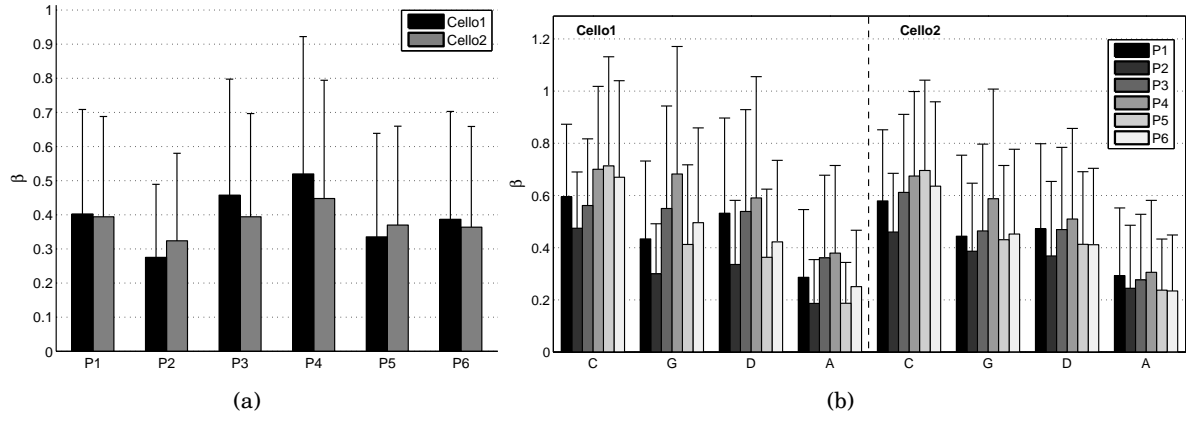 1
0.9
0.8
0.7
0.6
0.5
0.4
0.3
0.2
0.1
0
β
P1 P2 P3 P4 P5 P6
Cello1
Cello2
(a)
1.2
1
0.8
0.6
0.4
0.2
0
β
Cello1 Cello2
P1
P2
P3
P4
P5
P6
C G D A C G D A
(b)